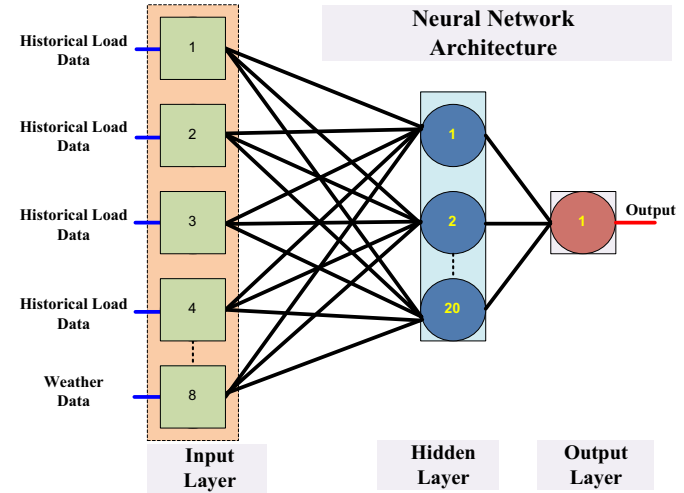 Neural Network
Architecture
Historical Load
Data
1
Historical Load
Data
2
Historical Load
Data
3
Historical Load
Data
4
Weather
Data
8
1
2
20
1
Output
Input
Layer
Hidden
Layer
Output
Layer